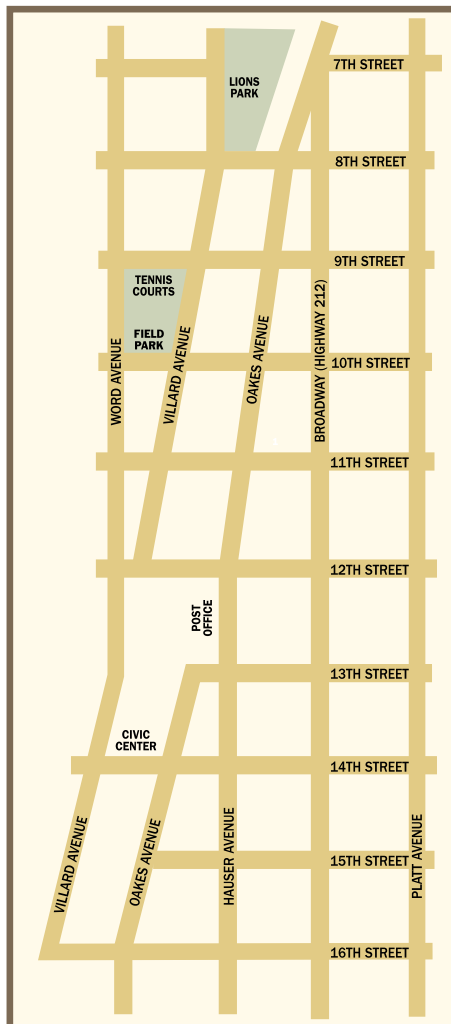 7TH STREET
LIONS
PARK
8TH STREET
9TH STREET
TENNIS
COURTS
FIELD
PARK
WORD AVENUE
VILLARD AVENUE
OAKES AVENUE
BROADWAY (HIGHWAY 212)
10TH STREET
11TH STREET
12TH STREET
POST
OFFICE
13TH STREET
CIVIC
CENTER
14TH STREET
VILLARD AVENUE
OAKES AVENUE
HAUSER AVENUE
PLATT AVENUE
15TH STREET
16TH STREET